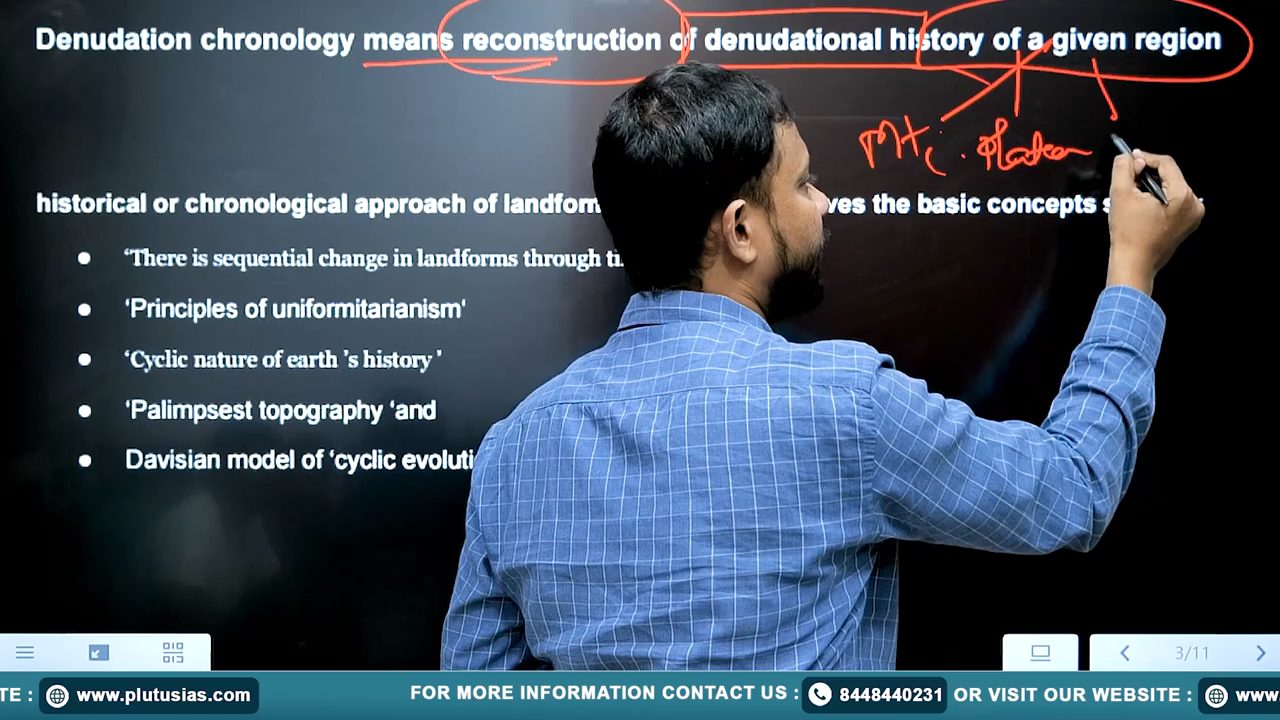 Denudation chronology means reconstruction of denudational history of a given region
Mt Plateau
historical or chronological approach of landform ves the basic concepts s
● ‘There is sequential change in landforms through ti
● ‘Principles of uniformitarianism‘
● ‘Cyclic nature of earth ’s history ’
● ‘Palimpsest topography ‘and
● Davisian model of ‘cyclic evoluti
3/11
TE : www.plutusias.com FOR MORE INFORMATION CONTACT US : 8448440231 OR VISIT OUR WEBSITE : www.